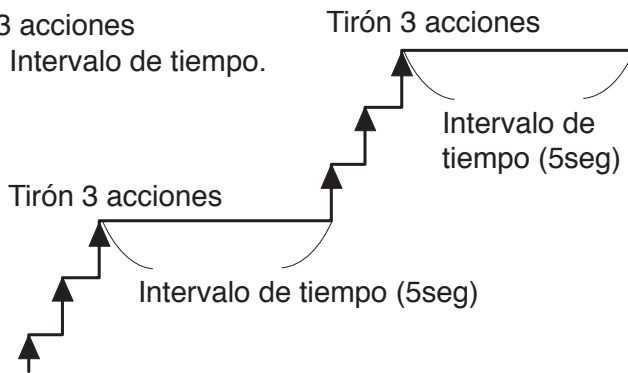 3 acciones
Intervalo de tiempo.
Tirón 3 acciones
Intervalo de
tiempo (5seg)
Tirón 3 acciones
Intervalo de tiempo (5seg)